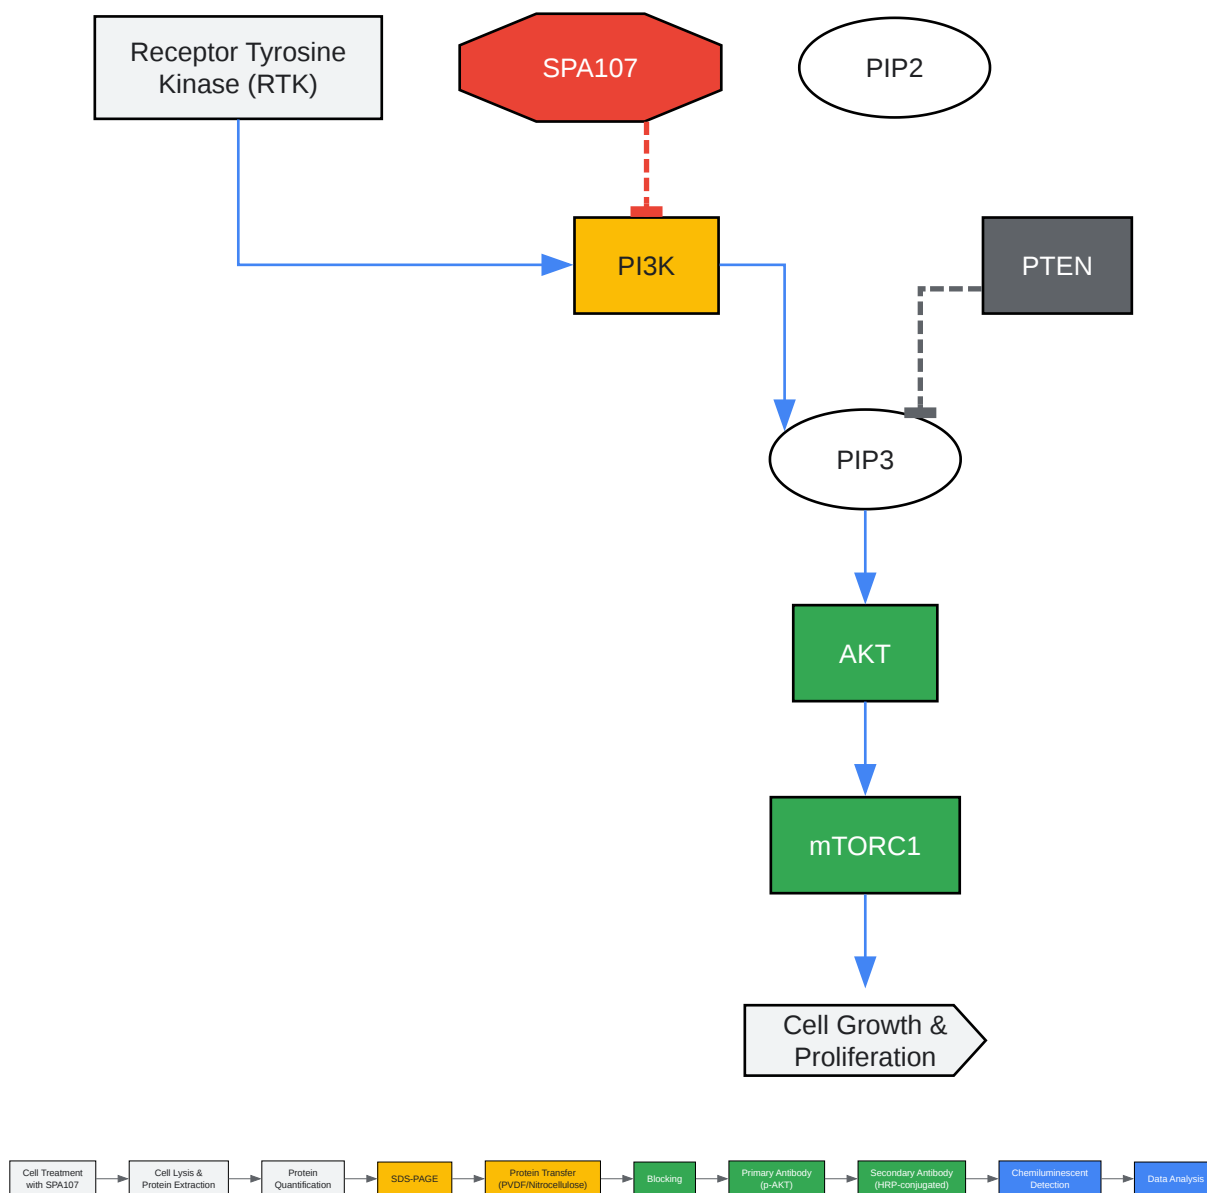 Receptor Tyrosine
Kinase (RTK)
SPA107
PIP2
PI3K
PTEN
PIP3
AKT
mTORC1
Cell Growth &
Proliferation
Cell Treatment
with SPA107
Cell Lysis &
Protein Extraction
Protein
Quantification
SDS-PAGE
Protein Transfer
(PVDF/Nitrocellulose)
Blocking
Primary Antibody
(p-AKT)
Secondary Antibody
(HRP-conjugated)
Chemiluminescent
Detection
Data Analysis